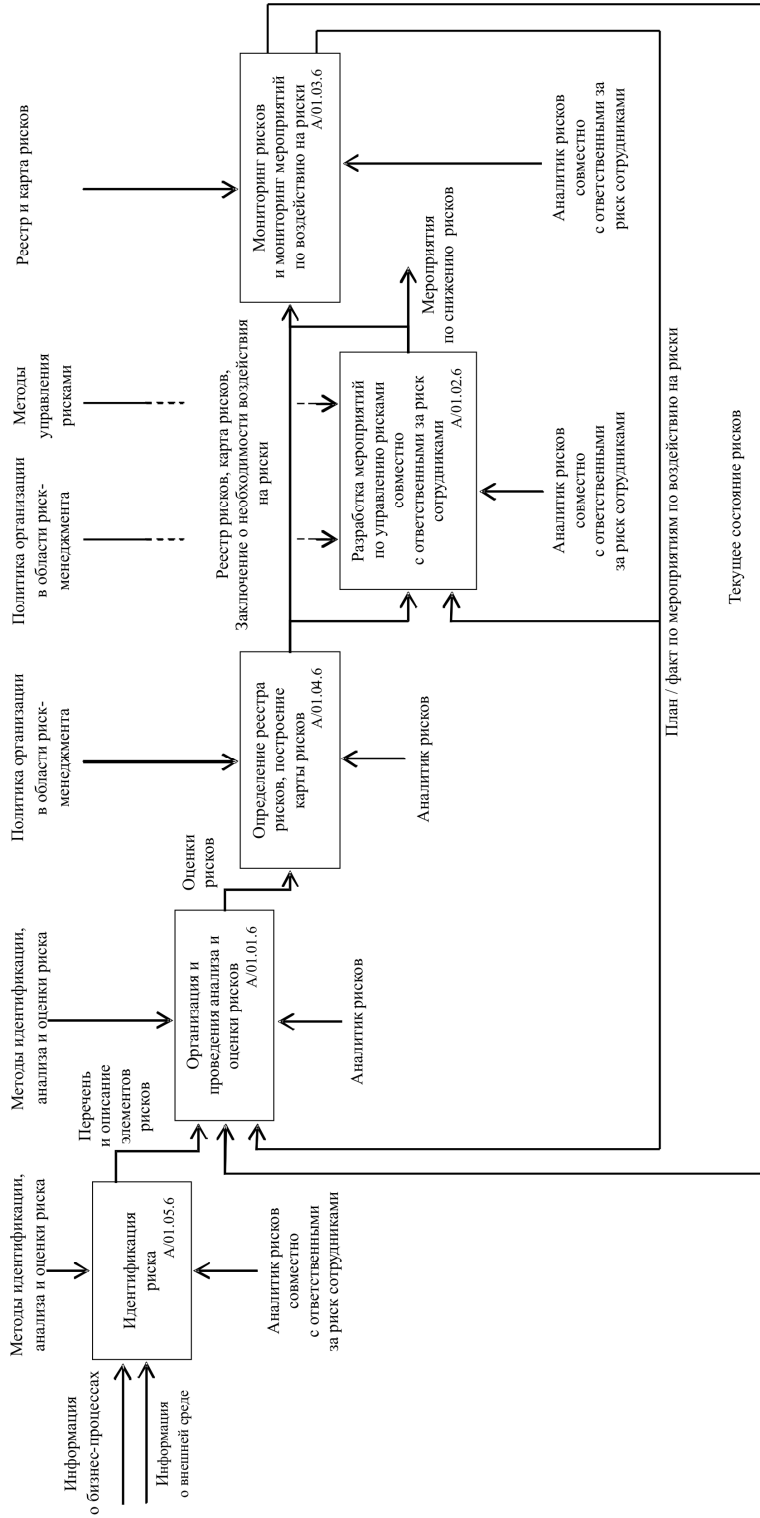 Информация
о бизнес-процессах
Информация
о внешней среде
Методы идентификации,
анализа и оценки риска
Идентификация
риска
A/01.05.6
Аналитик рисков
совместно
с ответственными
за риск сотрудниками
Перечень
и описание
элементов
рисков
Методы идентификации,
анализа и оценки риска
Организация и
проведения анализа и
оценки рисков
A/01.01.6
Аналитик рисков
Оценки
рисков
Политика организации
в области риск-
менеджмента
Определение реестра
рисков, построение
карты рисков
A/01.04.6
Аналитик рисков
Политика организации
в области риск-
менеджмента
Методы
управления
рисками
Реестр рисков, карта рисков,
Заключение о необходимости воздействия
на риски
Разрабстка мероприятий
по управлению рисками
совместно
с ответственными за риск
сотрудниками
A/01.02.6
Аналитик рисков
совместно
с ответственными
за риск сотрудниками
Мероприятия
по снижению рисков
Реестр и карта рисков
Мониторинг рисков
и мониторинг мероприятий
по воздействию на риски
A/01.03.6
Аналитик рисков
совместно
с ответственными за
риск сотрудниками
План / факт по мероприятиям по воздействию на риски
Текущее состояние рисков